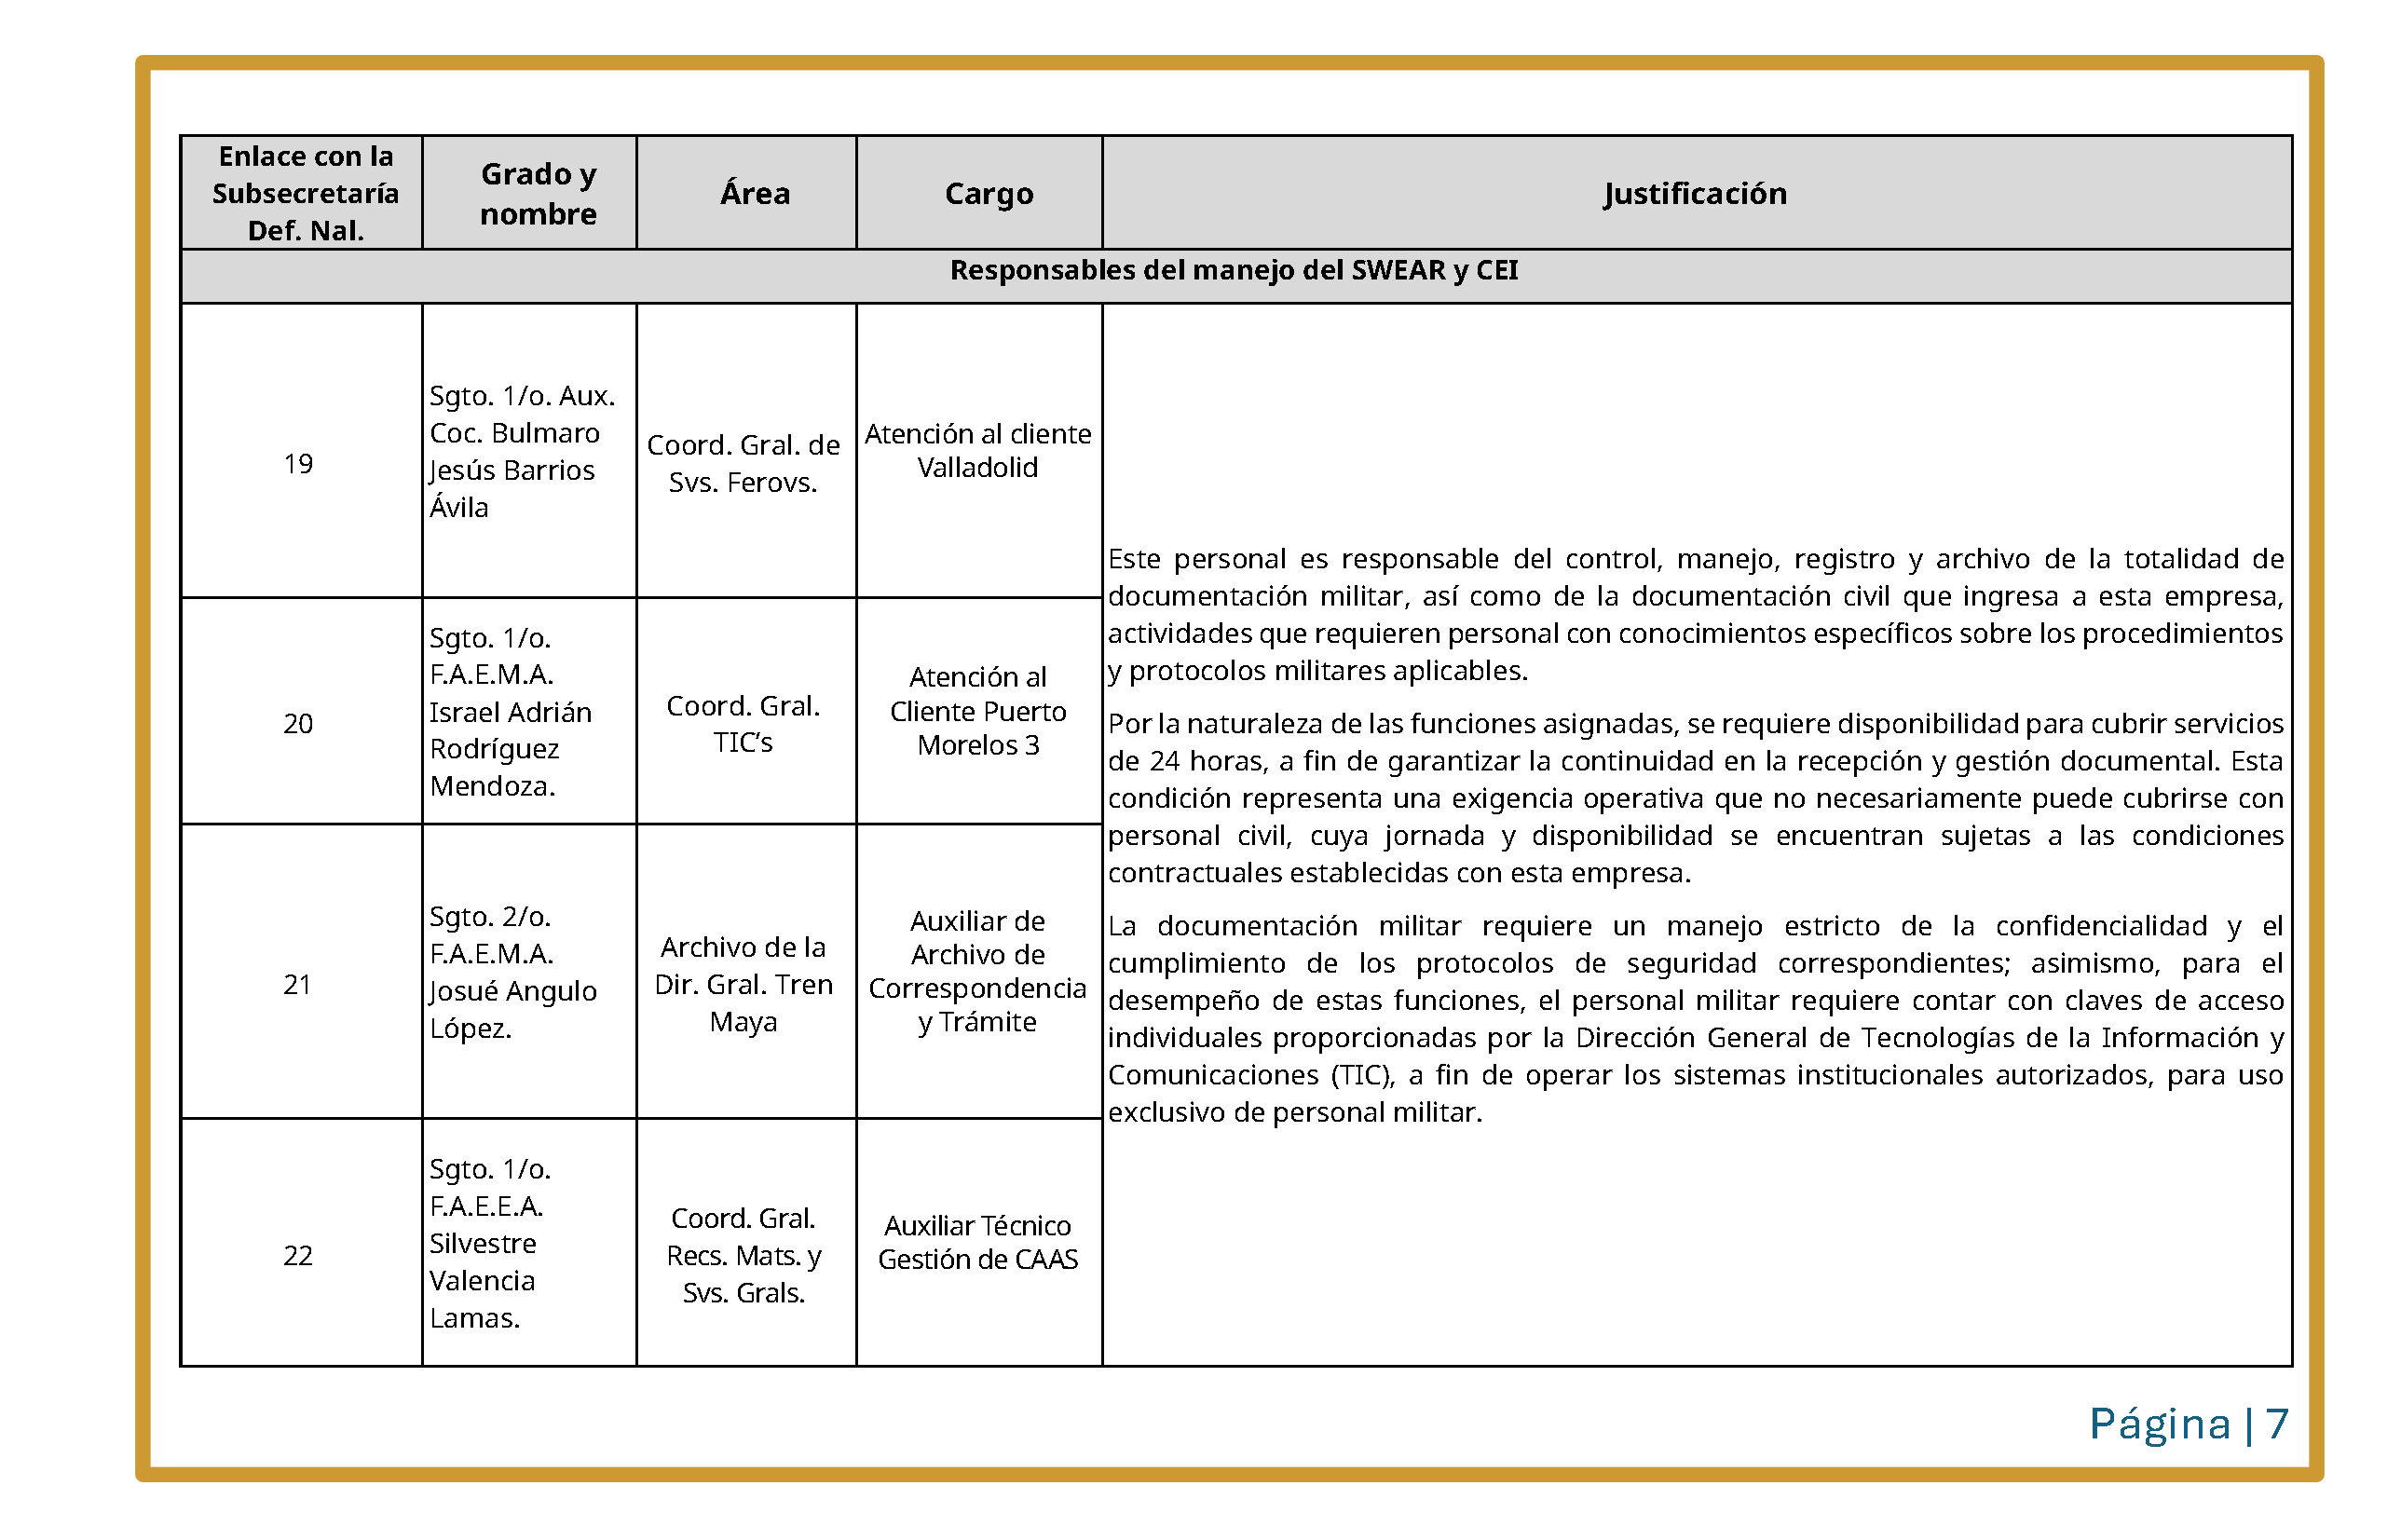 Enlace con la
Subsecretaría
Def. Nal.
Grado y
nombre
Área
Cargo
Justificación
Responsables del manejo del SWEAR y CEI
19
Sgto. 1/o. Aux.
Coc. Bulmaro
Jesús Barrios
Ávila
Coord. Gral. de
Svs. Ferovs.
Atención al cliente
Valladolid
20
Sgto. 1/o.
F.A.E.M.A.
Israel Adrián
Rodríguez
Mendoza.
Coord. Gral.
TIC’s
Atención al
Cliente Puerto
Morelos 3
21
Sgto. 2/o.
F.A.E.M.A.
Josué Angulo
López.
Archivo de la
Dir. Gral. Tren
Maya
Auxiliar de
Archivo de
Correspondencia
y Trámite
22
Sgto. 1/o.
F.A.E.E.A.
Silvestre
Valencia
Lamas.
Coord. Gral.
Recs. Mats. y
Svs. Grals.
Auxiliar Técnico
Gestión de CAAS
Este personal es responsable del control, manejo, registro y archivo de la totalidad de
documentación militar, así como de la documentación civil que ingresa a esta empresa,
actividades que requieren personal con conocimientos específicos sobre los procedimientos
y protocolos militares aplicables.
Por la naturaleza de las funciones asignadas, se requiere disponibilidad para cubrir servicios
de 24 horas, a fin de garantizar la continuidad en la recepción y gestión documental. Esta
condición representa una exigencia operativa que no necesariamente puede cubrirse con
personal civil, cuya jornada y disponibilidad se encuentran sujetas a las condiciones
contractuales establecidas con esta empresa.
La documentación militar requiere un manejo estricto de la confidencialidad y el
cumplimiento de los protocolos de seguridad correspondientes; asimismo, para el
desempeño de estas funciones, el personal militar requiere contar con claves de acceso
individuales proporcionadas por la Dirección General de Tecnologías de la Información y
Comunicaciones (TIC), a fin de operar los sistemas institucionales autorizados, para uso
exclusivo de personal militar.
Página | 7